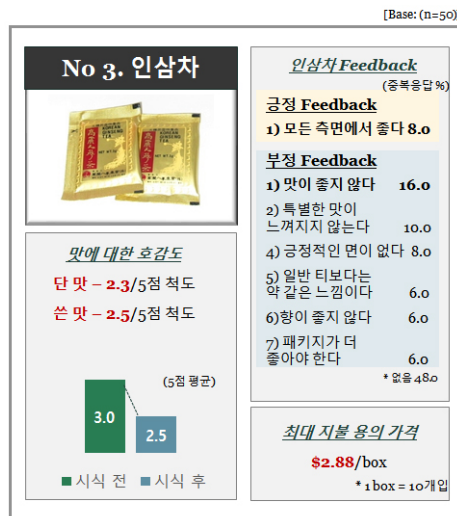 [Base: (n=50)
No 3. 인삼차
KOREAN
GINSENG
TEA
맛에 대한 호감도
단 맛 – 2.3/5점 척도
쓴 맛 – 2.5/5점 척도
(5점 평균)
3.0
2.5
시식 전 시식 후
인삼차 Feedback
(중복응답 %)
긍정 Feedback
1) 모든 측면에서 좋다 8.0
부정 Feedback
1) 맛이 좋지 않다 16.0
2) 특별한 맛이
느껴지지 않는다 10.0
4) 긍정적인 면이 없다 8.0
5) 일반 티보다는
약 같은 느낌이다 6.0
6)향이 좋지 않다 6.0
7) 패키지가 더
좋아야 한다 6.0
* 없음 48.0
최대 지불 용의 가격
$2.88/box
* 1 box = 10개입